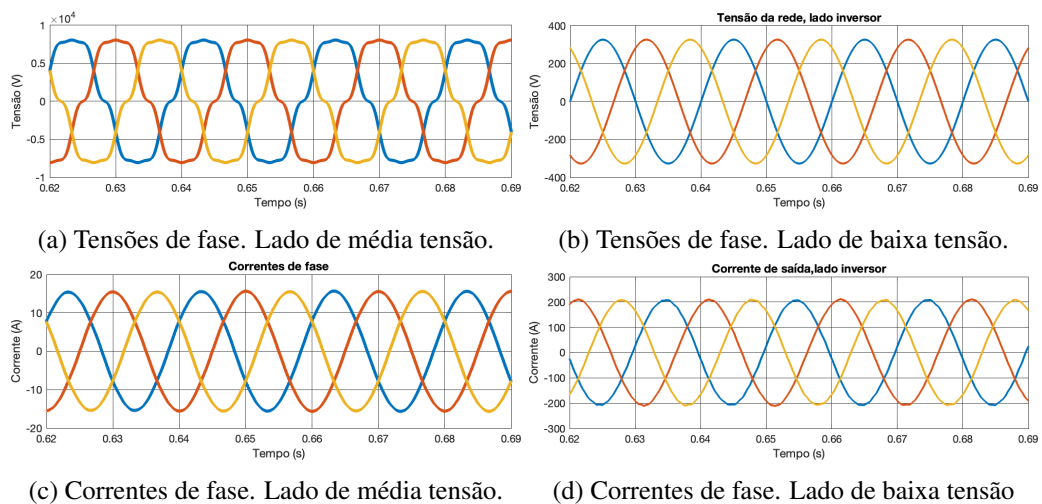 ×10⁴
1
0.5
0
-0.5
-1
Tensão (V)
0.62 0.63 0.64 0.65 0.66 0.67 0.68 0.69
Tempo (s)
(a) Tensões de fase. Lado de média tensão.
Tensão da rede, lado inversor
400
200
0
-200
-400
Tensão (V)
0.62 0.63 0.64 0.65 0.66 0.67 0.68 0.69
Tempo (s)
(b) Tensões de fase. Lado de baixa tensão.
Correntes de fase
20
10
0
-10
-20
Corrente (A)
0.62 0.63 0.64 0.65 0.66 0.67 0.68 0.69
Tempo (s)
(c) Correntes de fase. Lado de média tensão.
Corrente de saída,lado inversor
300
200
100
0
-100
-200
-300
Corrente (A)
0.62 0.63 0.64 0.65 0.66 0.67 0.68 0.69
Tempo (s)
(d) Correntes de fase. Lado de baixa tensão